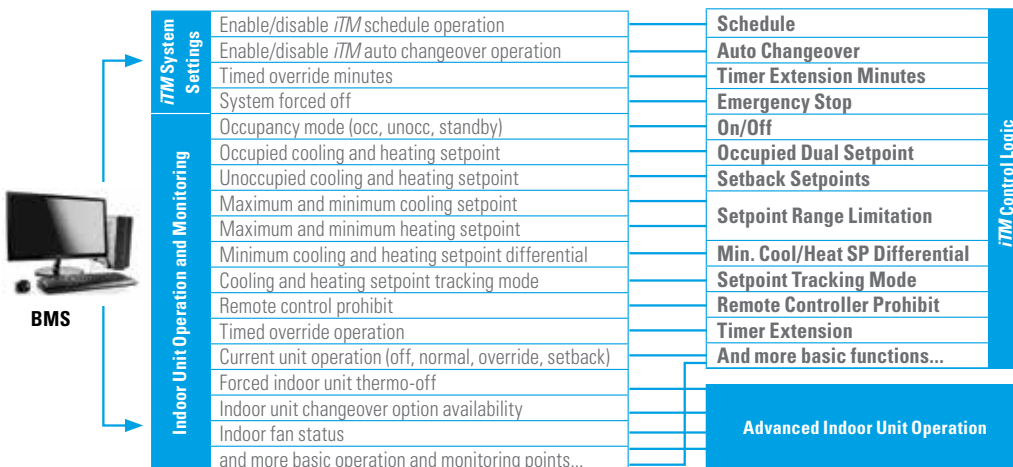 iTM System
Settings
Enable/disable iTM schedule operation
Enable/disable iTM auto changeover operation
Timed override minutes
System forced off
Indoor Unit Operation and Monitoring
Occupancy mode (occ, unocc, standby)
Occupied cooling and heating setpoint
Unoccupied cooling and heating setpoint
Maximum and minimum cooling setpoint
Maximum and minimum heating setpoint
Minimum cooling and heating setpoint differential
Cooling and heating setpoint tracking mode
Remote control prohibit
Timed override operation
Current unit operation (off, normal, override, setback)
Forced indoor unit thermo-off
Indoor unit changeover option availability
Indoor fan status
and more basic operation and monitoring points...
BMS
Schedule
Auto Changeover
Timer Extension Minutes
Emergency Stop
On/Off
Occupied Dual Setpoint
Setback Setpoints
Setpoint Range Limitation
Min. Cool/Heat SP Differential
Setpoint Tracking Mode
Remote Controller Prohibit
Timer Extension
And more basic functions...
iTM Control Logic
Advanced Indoor Unit Operation